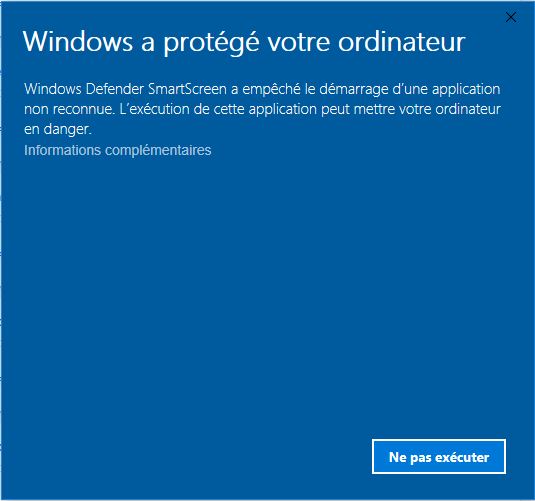 Windows a protégé votre ordinateur
Windows Defender SmartScreen a empêché le démarrage d'une application
non reconnue. L'exécution de cette application peut mettre votre ordinateur
en danger.
Informations complémentaires
Ne pas exécuter